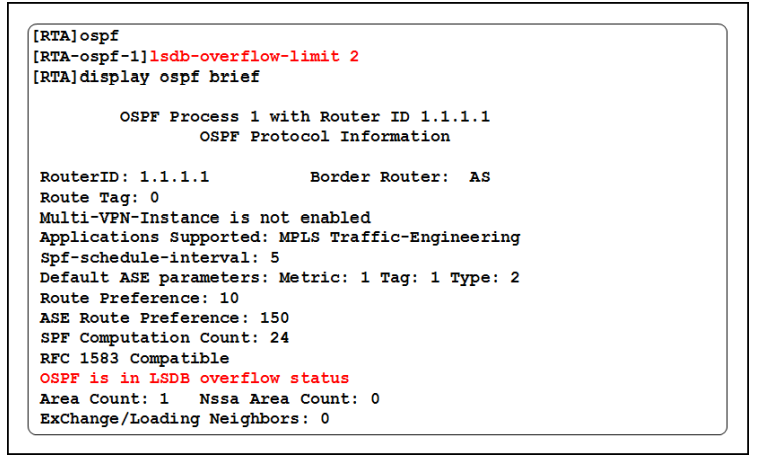 [RTA]ospf
[RTA-ospf-1]lsdb-overflow-limit 2
[RTA]display ospf brief
OSPF Process 1 with Router ID 1.1.1.1
OSPF Protocol Information
RouterID: 1.1.1.1 Border Router: AS
Route Tag: 0
Multi-VPN-Instance is not enabled
Applications Supported: MPLS Traffic-Engineering
Spf-schedule-interval: 5
Default ASE parameters: Metric: 1 Tag: 1 Type: 2
Route Preference: 10
ASE Route Preference: 150
SPF Computation Count: 24
RFC 1583 Compatible
OSPF is in LSDB overflow status
Area Count: 1 Nssa Area Count: 0
ExChange/Loading Neighbors: 0